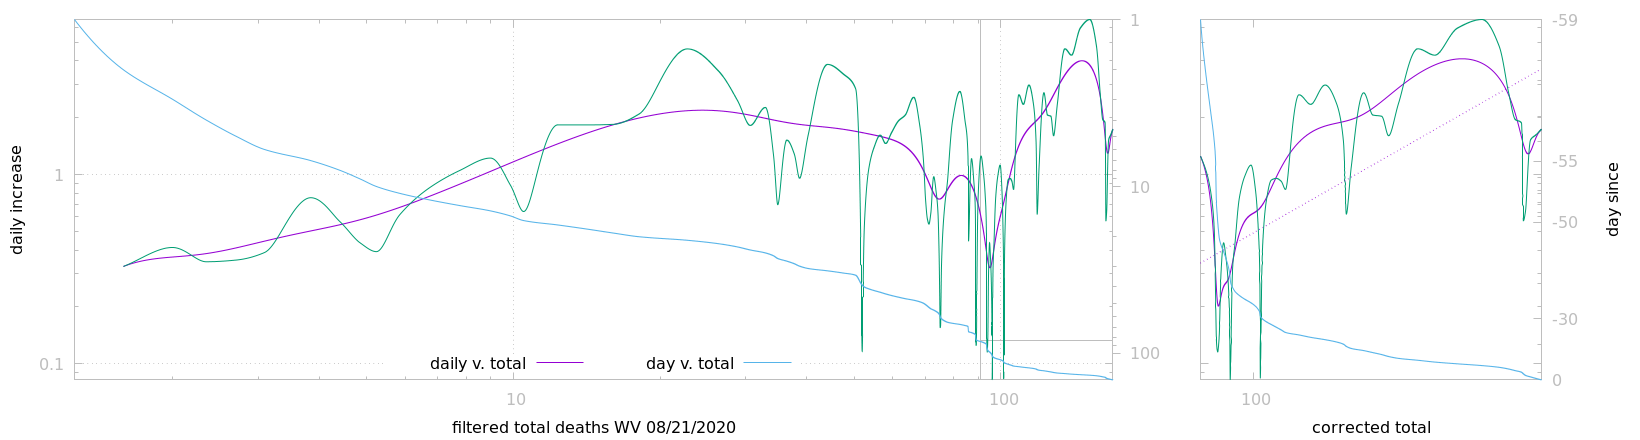 daily increase
1
0.1
10
100
1
10
100
daily v. total
day v. total
filtered total deaths WV 08/21/2020
-59
-55
-50
-30
0
100
day since
corrected total